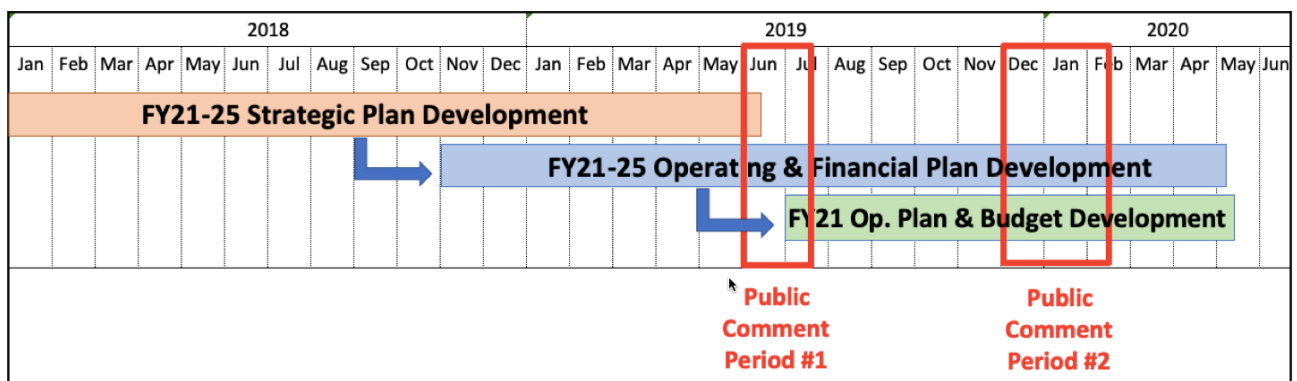 2018 2019 2020
Jan Feb Mar Apr May Jun Jul Aug Sep Oct Nov Dec Jan Feb Mar Apr May Jun Jul Aug Sep Oct Nov Dec Jan Feb Mar Apr May Jun
FY21-25 Strategic Plan Development
FY21-25 Operating & Financial Plan Development
FY21 Op. Plan & Budget Development
Public
Comment
Period #1
Public
Comment
Period #2